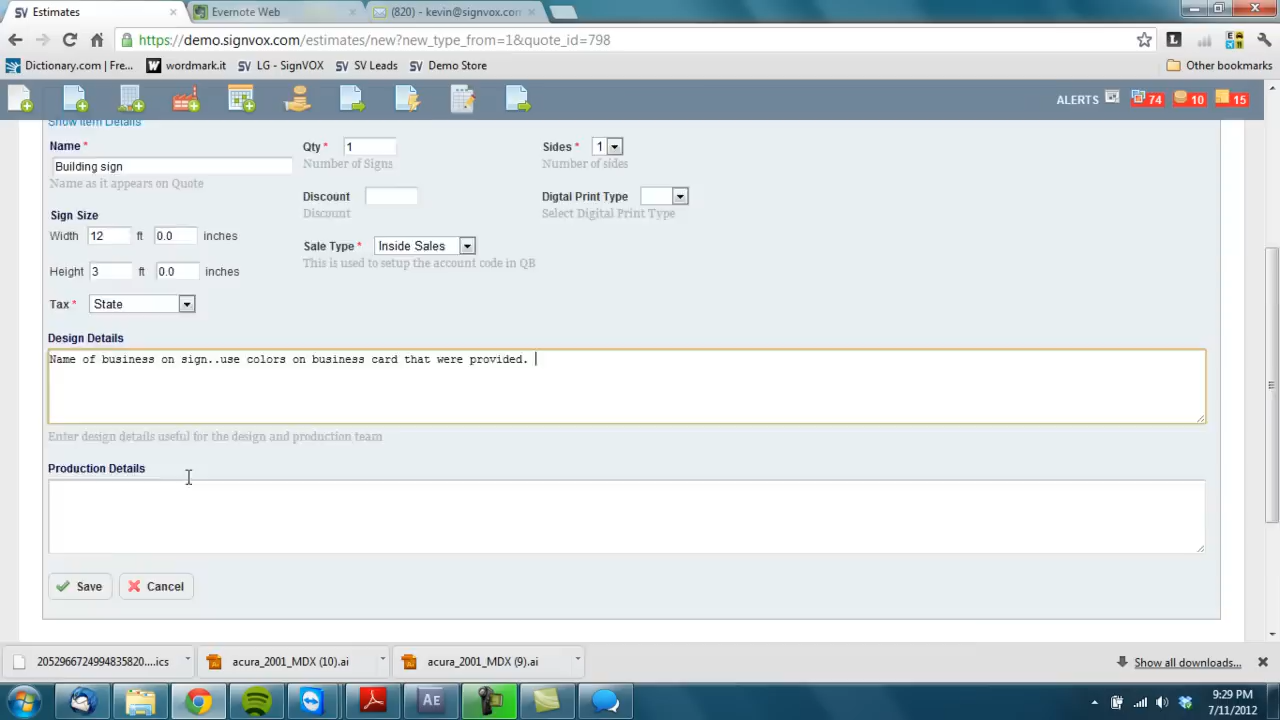 SV Estimates
Evernote Web
(820) - kevin@signvox.com
https://demo.signvox.com/estimates/new?new_type_from=1&quote_id=798
Dictionary.com | Fre...
W wordmark.it
SV LG - SignVOX
SV SV Leads
SV Demo Store
Other bookmarks
ALERTS
74
10
15
Show Item Details
Name *
Building sign
Name as it appears on Quote
Qty *
1
Number of Signs
Sides *
1
Number of sides
Discount
Discount
Digtal Print Type
Select Digital Print Type
Sign Size
Width 12 ft 0.0 inches
Sale Type * Inside Sales
This is used to setup the account code in QB
Height 3 ft 0.0 inches
Tax * State
Design Details
Name of business on sign..use colors on business card that were provided.
Enter design details useful for the design and production team
Production Details
Save
Cancel
2052966724994835820....ics
acura_2001_MDX (10).ai
acura_2001_MDX (9).ai
Show all downloads...
Ae
9:29 PM
7/11/2012